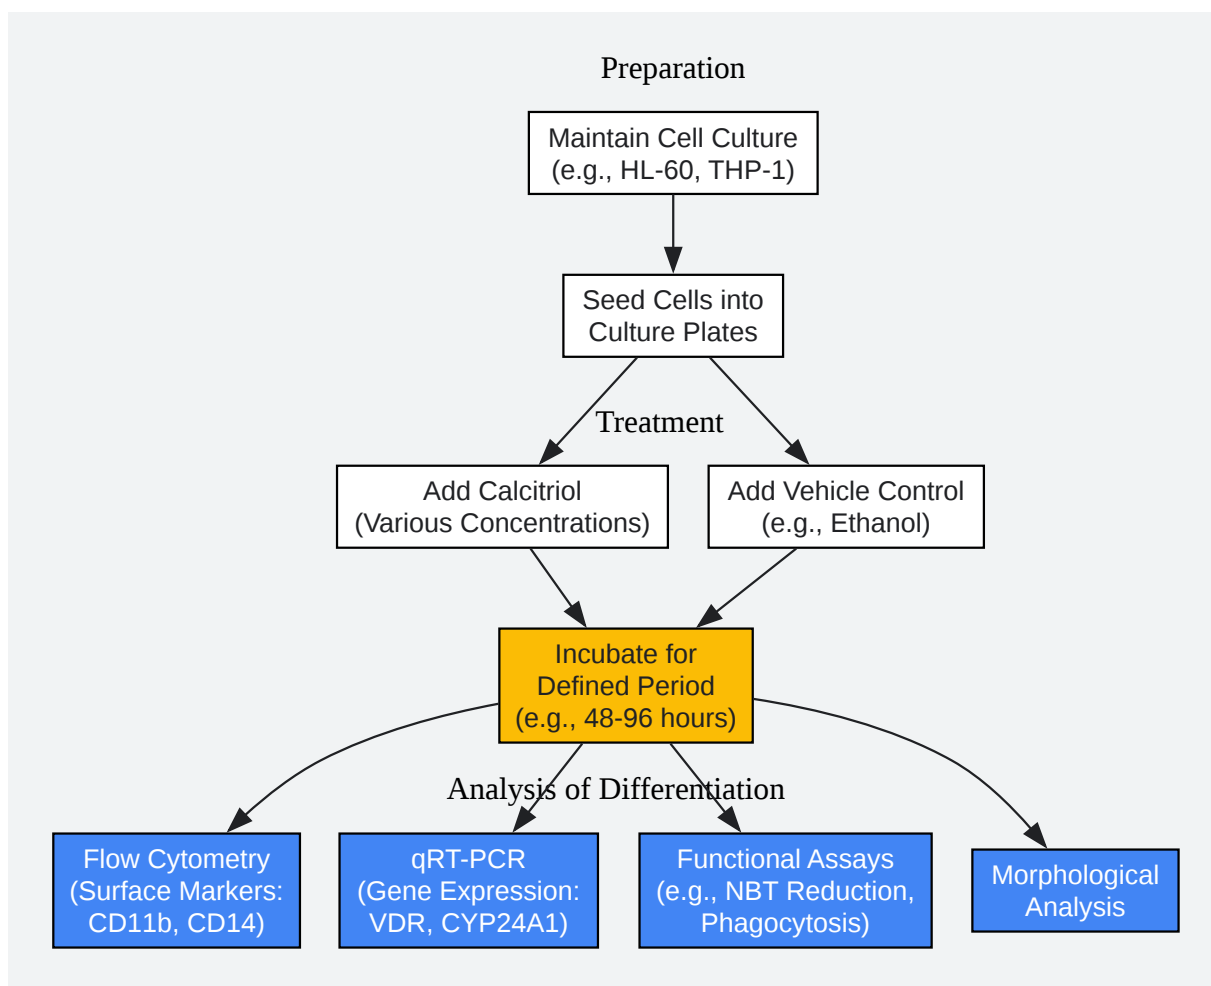 Preparation
Maintain Cell Culture
(e.g., HL-60, THP-1)
Seed Cells into
Culture Plates
Treatment
Add Calcitriol
(Various Concentrations)
Add Vehicle Control
(e.g., Ethanol)
Incubate for
Defined Period
(e.g., 48-96 hours)
Analysis of Differentiation
Flow Cytometry
(Surface Markers:
CD11b, CD14)
qRT-PCR
(Gene Expression:
VDR, CYP24A1)
Functional Assays
(e.g., NBT Reduction,
Phagocytosis)
Morphological
Analysis